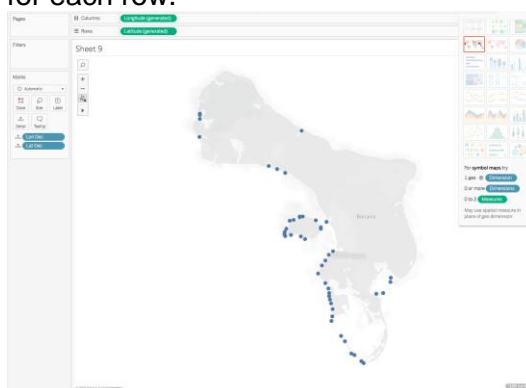 for each row.
Pages
Columns
Longitude (generated)
Rows
Latitude (generated)
Filters
Sheet 9
Marks
Automatic
Color
Size
Label
Detail
Tooltip
Lon Dec
Lat Dec
Bonaire
For symbol maps try
1 geo
Dimension
0 or more
Dimensions
0 to 2
Measures
May use spatial measure in
place of geo dimension